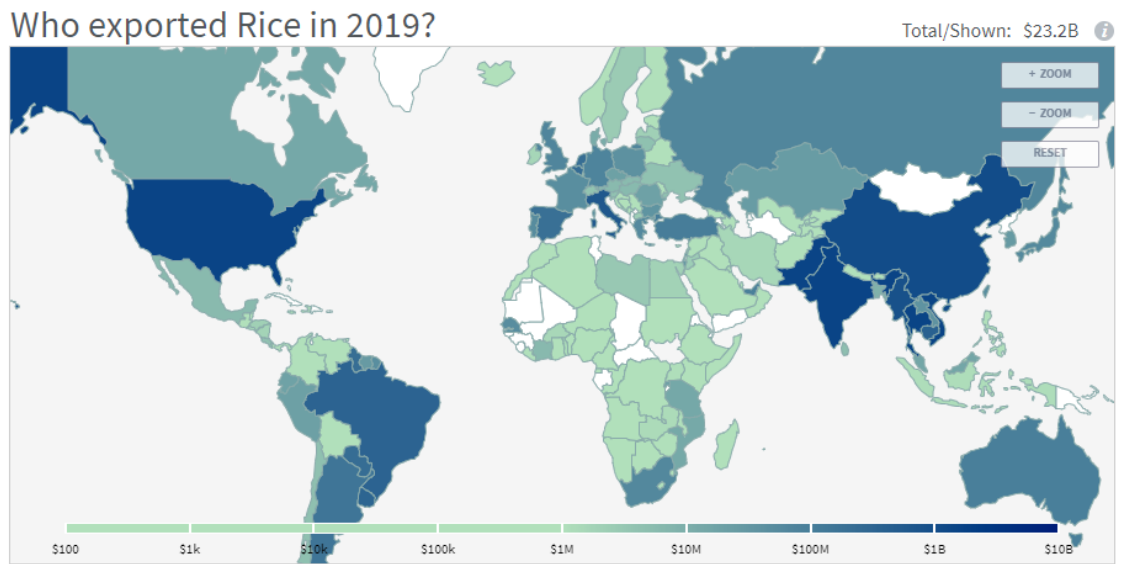 Who exported Rice in 2019?
Total/Shown: $23.2B i
+ ZOOM
− ZOOM
RESET
$100 $1k $10k $100k $1M $10M $100M $1B $10B